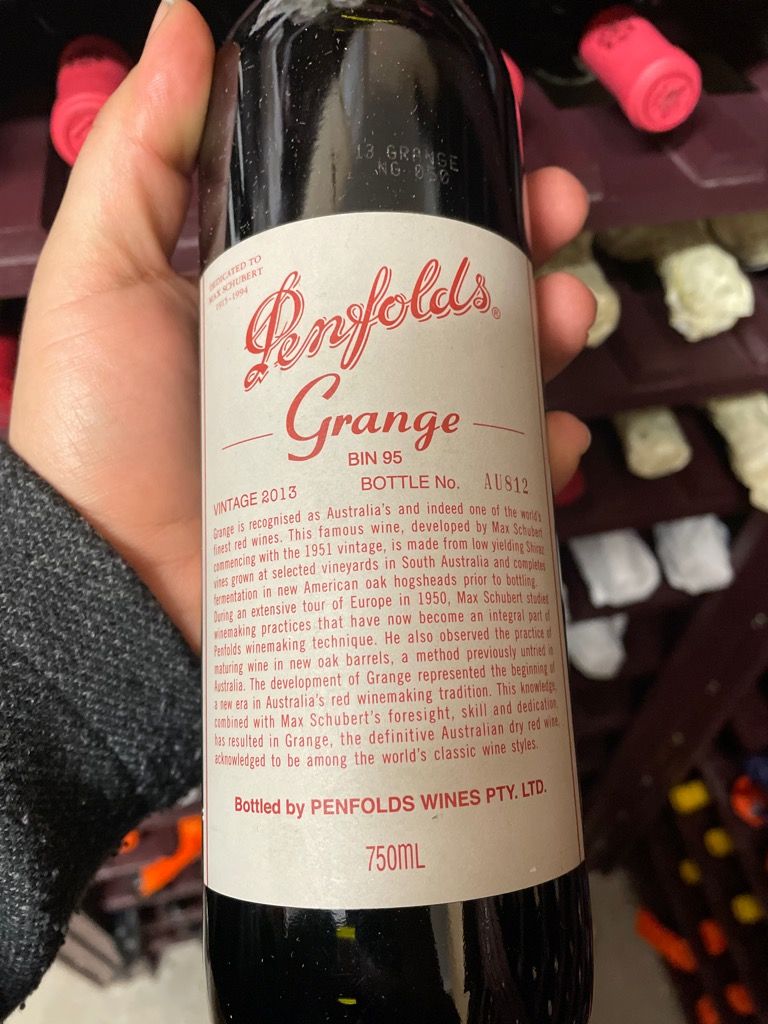 13 GRANGE
NG 050
DEDICATED TO
MAX SCHUBERT
1915-1994
Penfolds®
Grange
BIN 95
VINTAGE 2013 BOTTLE No. AU812
Grange is recognised as Australia's and indeed one of the world's
finest red wines. This famous wine, developed by Max Schubert
commencing with the 1951 vintage, is made from low yielding Shiraz
vines grown at selected vineyards in South Australia and completes
fermentation in new American oak hogsheads prior to bottling.
During an extensive tour of Europe in 1950, Max Schubert studied
winemaking practices that have now become an integral part of
Penfolds winemaking technique. He also observed the practice of
maturing wine in new oak barrels, a method previously untried in
Australia. The development of Grange represented the beginning of
a new era in Australia's red winemaking tradition. This knowledge,
combined with Max Schubert's foresight, skill and dedication,
has resulted in Grange, the definitive Australian dry red wine,
acknowledged to be among the world's classic wine styles.
Bottled by PENFOLDS WINES PTY. LTD.
750mL